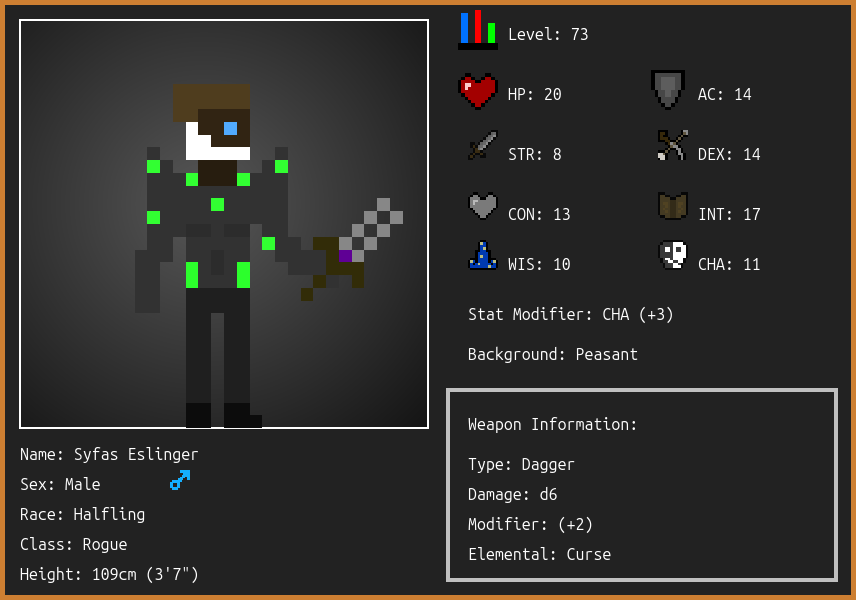 Level: 73
HP: 20
AC: 14
STR: 8
DEX: 14
CON: 13
INT: 17
WIS: 10
CHA: 11
Stat Modifier: CHA (+3)
Background: Peasant
Weapon Information:
Type: Dagger
Damage: d6
Modifier: (+2)
Elemental: Curse
Name: Syfas Eslinger
Sex: Male
Race: Halfling
Class: Rogue
Height: 109cm (3'7")